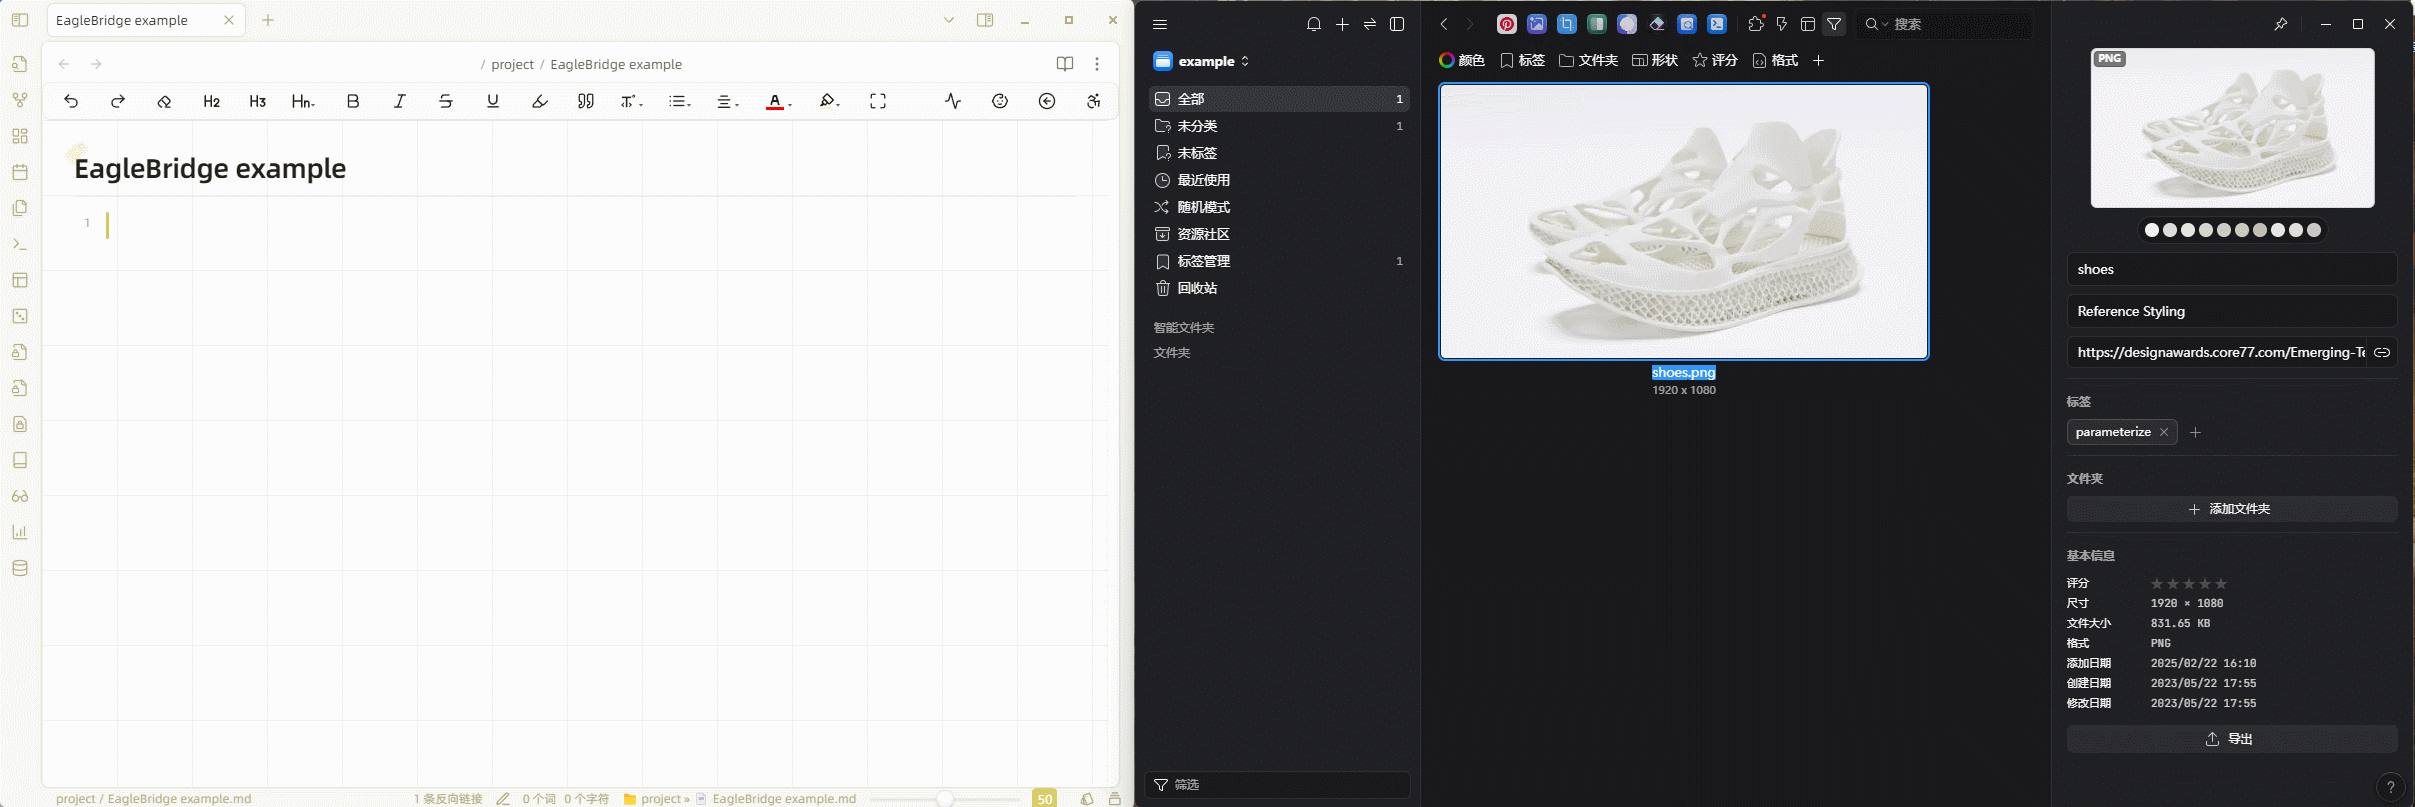 EagleBridge example
/ project / EagleBridge example
H2 H3 Hn B I S U A
EagleBridge example
1
project / EagleBridge example.md
1 条反向链接
0 个词 0 个字符
project » EagleBridge example.md
50
example
全部 1
未分类 1
未标签
最近使用
随机模式
资源社区
标签管理 1
回收站
智能文件夹
文件夹
筛选
搜索
颜色 标签 文件夹 形状 评分 格式
shoes.png
1920 x 1080
PNG
shoes
Reference Styling
https://designawards.core77.com/Emerging-Te
标签
parameterize
文件夹
添加文件夹
基本信息
评分 ★★★★★
尺寸 1920 × 1080
文件大小 831.65 KB
格式 PNG
添加日期 2025/02/22 16:10
创建日期 2023/05/22 17:55
修改日期 2023/05/22 17:55
导出
?